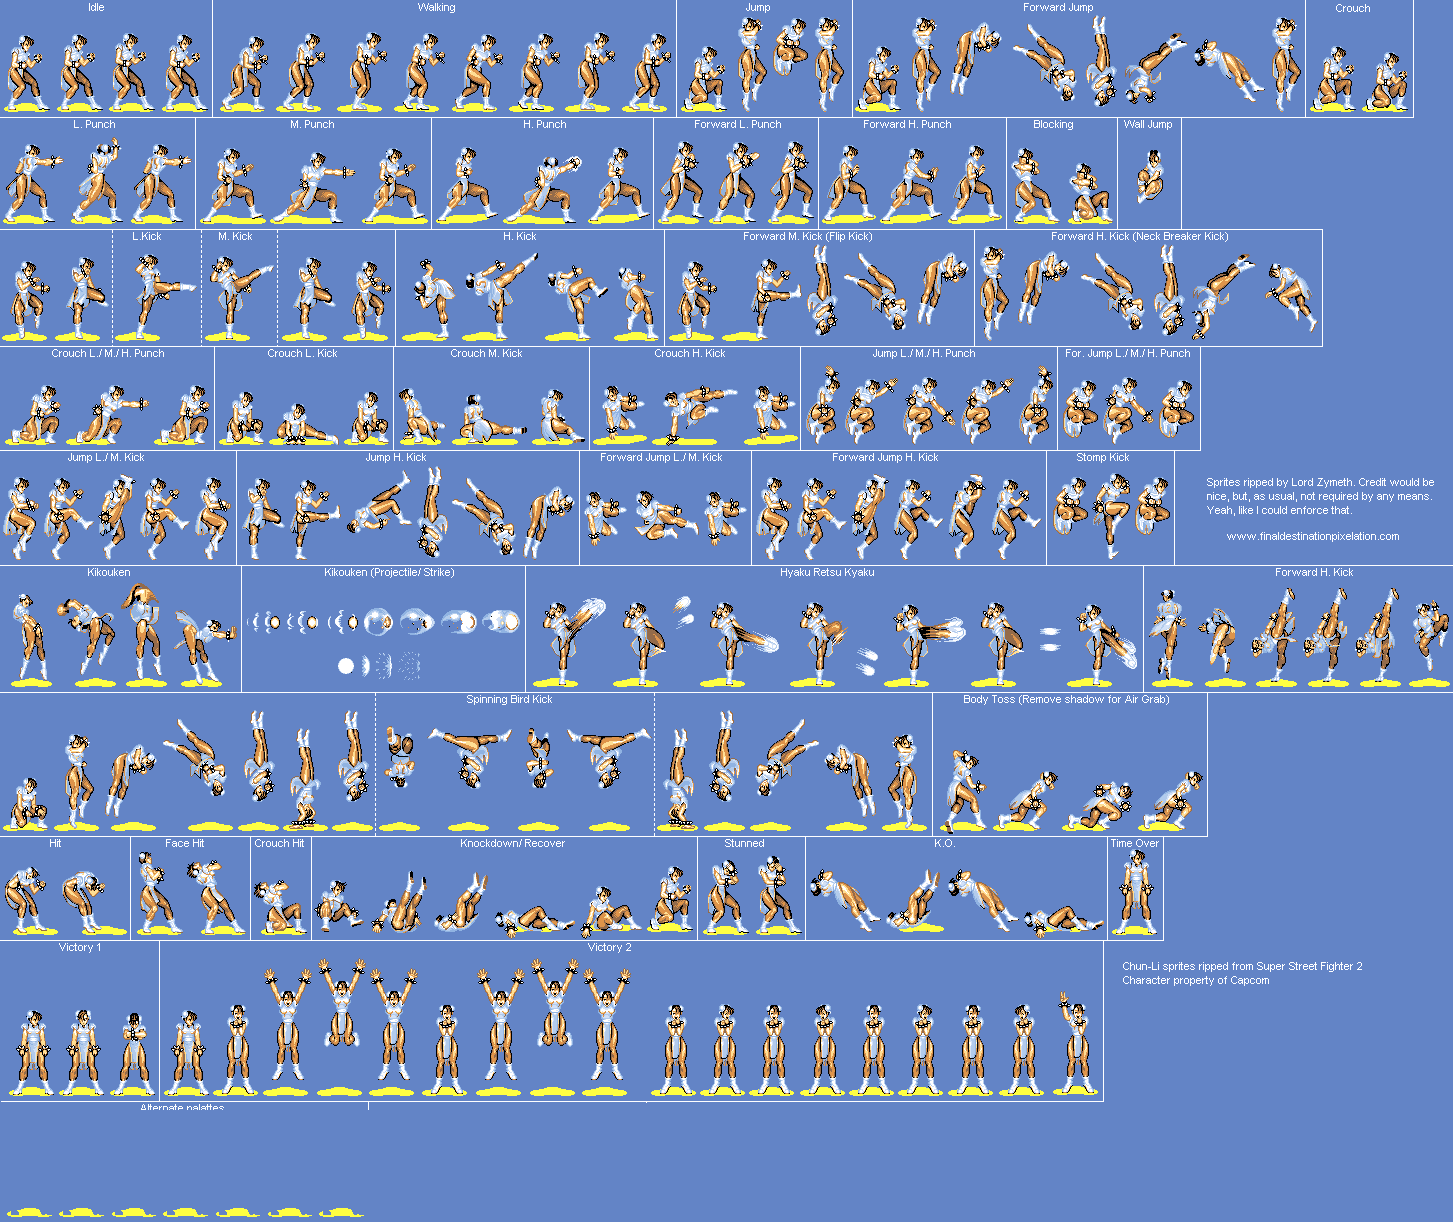 Idle
Walking
Jump
Forward Jump
Crouch
L. Punch
M. Punch
H. Punch
Forward L. Punch
Forward H. Punch
Blocking
Wall Jump
L.Kick
M. Kick
H. Kick
Forward M. Kick (Flip Kick)
Forward H. Kick (Neck Breaker Kick)
Crouch L./ M./ H. Punch
Crouch L. Kick
Crouch M. Kick
Crouch H. Kick
Jump L./ M./ H. Punch
For. Jump L./ M./ H. Punch
Jump L./ M. Kick
Jump H. Kick
Forward Jump L./ M. Kick
Forward Jump H. Kick
Stomp Kick
Sprites ripped by Lord Zymeth. Credit would be
nice, but, as usual, not required by any means.
Yeah, like I could enforce that.
www.finaldestinationpixelation.com
Kikouken
Kikouken (Projectile/ Strike)
Hyaku Retsu Kyaku
Forward H. Kick
Spinning Bird Kick
Body Toss (Remove shadow for Air Grab)
Hit
Face Hit
Crouch Hit
Knockdown/ Recover
Stunned
K.O.
Time Over
Victory 1
Victory 2
Chun-Li sprites ripped from Super Street Fighter 2
Character property of Capcom
Alternate palattes